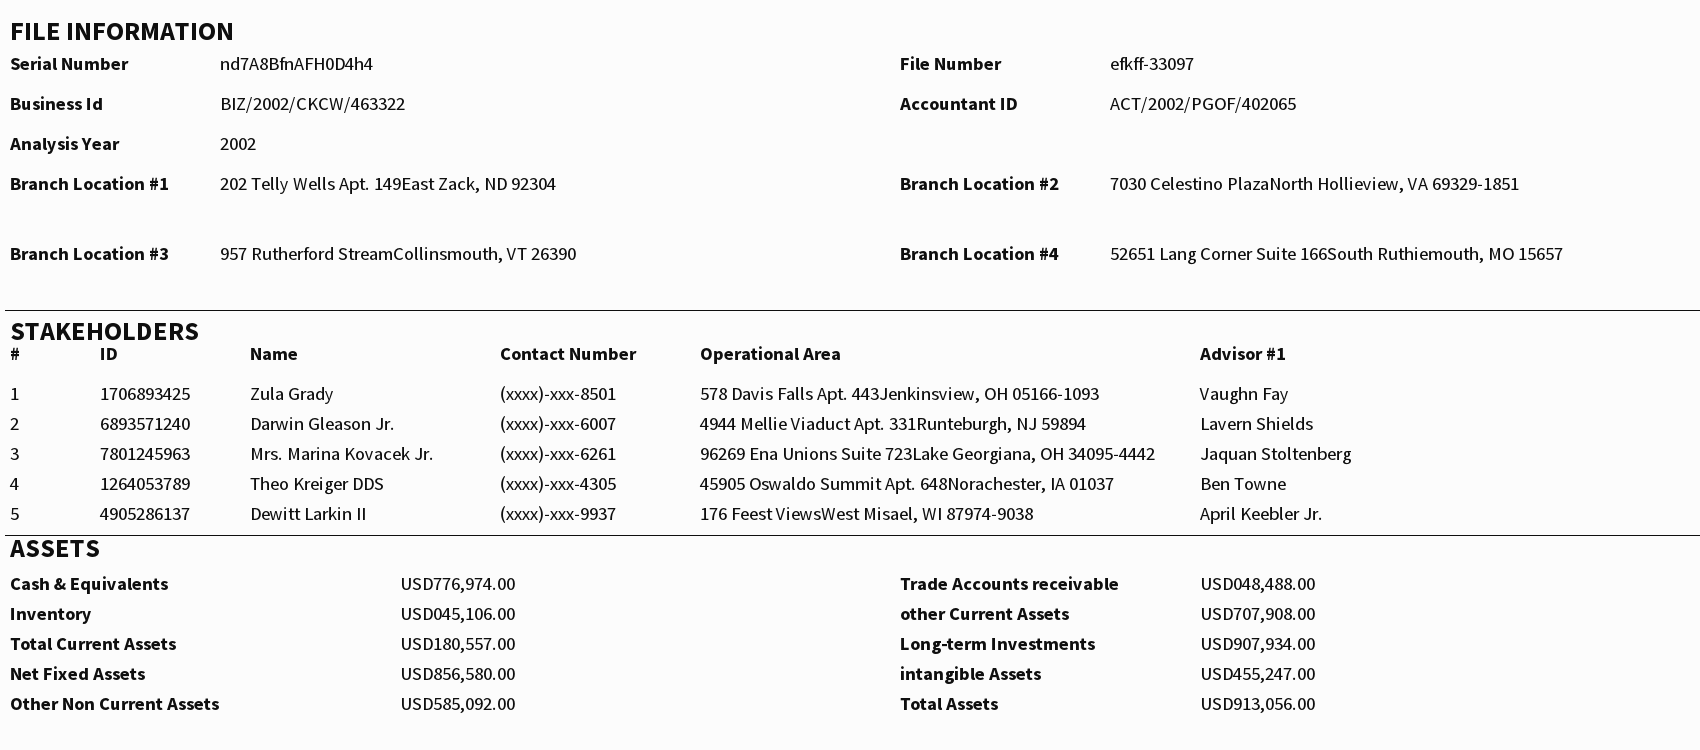 FILE INFORMATION
Serial Number nd7A8BfnAFH0D4h4 File Number efkff-33097
Business Id BIZ/2002/CKCW/463322 Accountant ID ACT/2002/PGOF/402065
Analysis Year 2002
Branch Location #1 202 Telly Wells Apt. 149East Zack, ND 92304 Branch Location #2 7030 Celestino PlazaNorth Hollieview, VA 69329-1851
Branch Location #3 957 Rutherford StreamCollinsmouth, VT 26390 Branch Location #4 52651 Lang Corner Suite 166South Ruthiemouth, MO 15657
STAKEHOLDERS
# ID Name Contact Number Operational Area Advisor #1
1 1706893425 Zula Grady (xxxx)-xxx-8501 578 Davis Falls Apt. 443Jenkinsview, OH 05166-1093 Vaughn Fay
2 6893571240 Darwin Gleason Jr. (xxxx)-xxx-6007 4944 Mellie Viaduct Apt. 331Runteburgh, NJ 59894 Lavern Shields
3 7801245963 Mrs. Marina Kovacek Jr. (xxxx)-xxx-6261 96269 Ena Unions Suite 723Lake Georgiana, OH 34095-4442 Jaquan Stoltenberg
4 1264053789 Theo Kreiger DDS (xxxx)-xxx-4305 45905 Oswaldo Summit Apt. 648Norachester, IA 01037 Ben Towne
5 4905286137 Dewitt Larkin II (xxxx)-xxx-9937 176 Feest ViewsWest Misael, WI 87974-9038 April Keebler Jr.
ASSETS
Cash & Equivalents USD776,974.00 Trade Accounts receivable USD048,488.00
Inventory USD045,106.00 other Current Assets USD707,908.00
Total Current Assets USD180,557.00 Long-term Investments USD907,934.00
Net Fixed Assets USD856,580.00 intangible Assets USD455,247.00
Other Non Current Assets USD585,092.00 Total Assets USD913,056.00